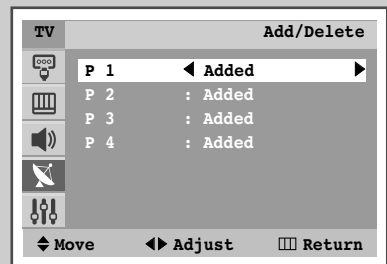 TV Add/Delete
P 1 ◀ Added ▶
P 2 : Added
P 3 : Added
P 4 : Added
Move Adjust Return